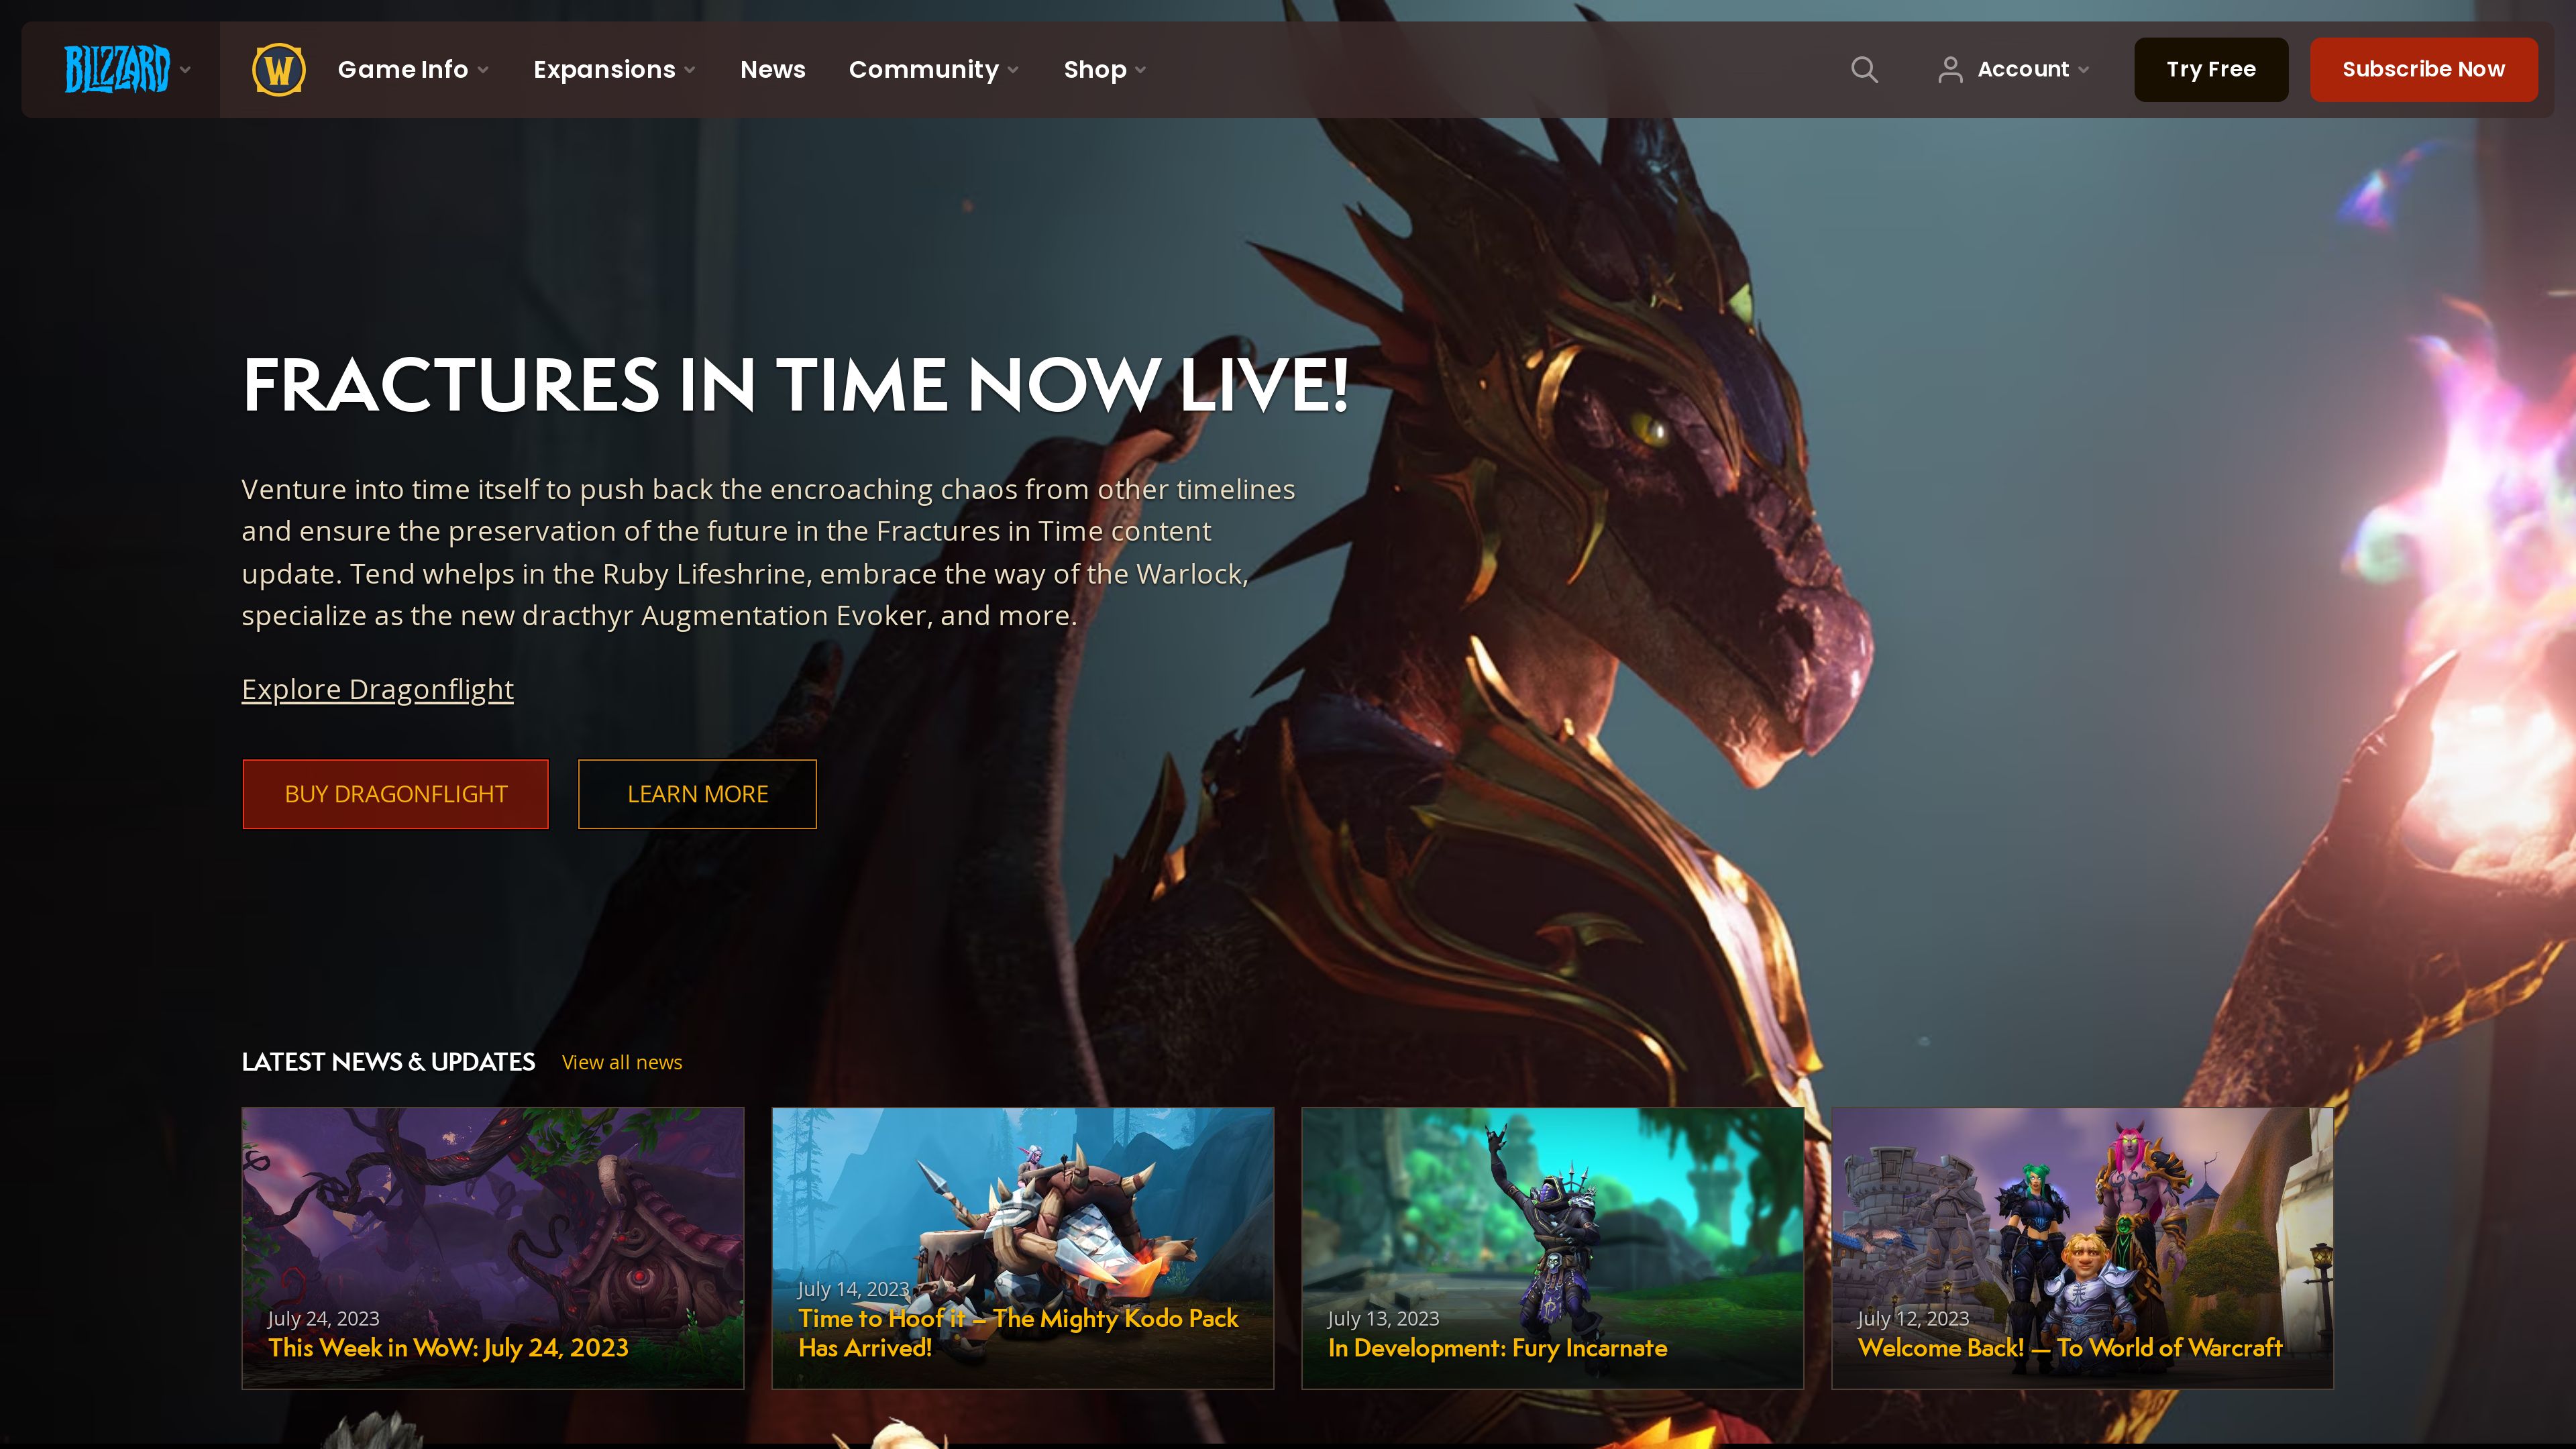 BLIZZARD
W
Game Info
Expansions
News
Community
Shop
Account
Try Free
Subscribe Now
FRACTURES IN TIME NOW LIVE!
Venture into time itself to push back the encroaching chaos from other timelines
and ensure the preservation of the future in the Fractures in Time content
update. Tend whelps in the Ruby Lifeshrine, embrace the way of the Warlock,
specialize as the new dracthyr Augmentation Evoker, and more.
Explore Dragonflight
BUY DRAGONFLIGHT
LEARN MORE
LATEST NEWS & UPDATES
View all news
July 24, 2023
This Week in WoW: July 24, 2023
July 14, 2023
Time to Hoof it – The Mighty Kodo Pack
Has Arrived!
July 13, 2023
In Development: Fury Incarnate
July 12, 2023
Welcome Back! — To World of Warcraft